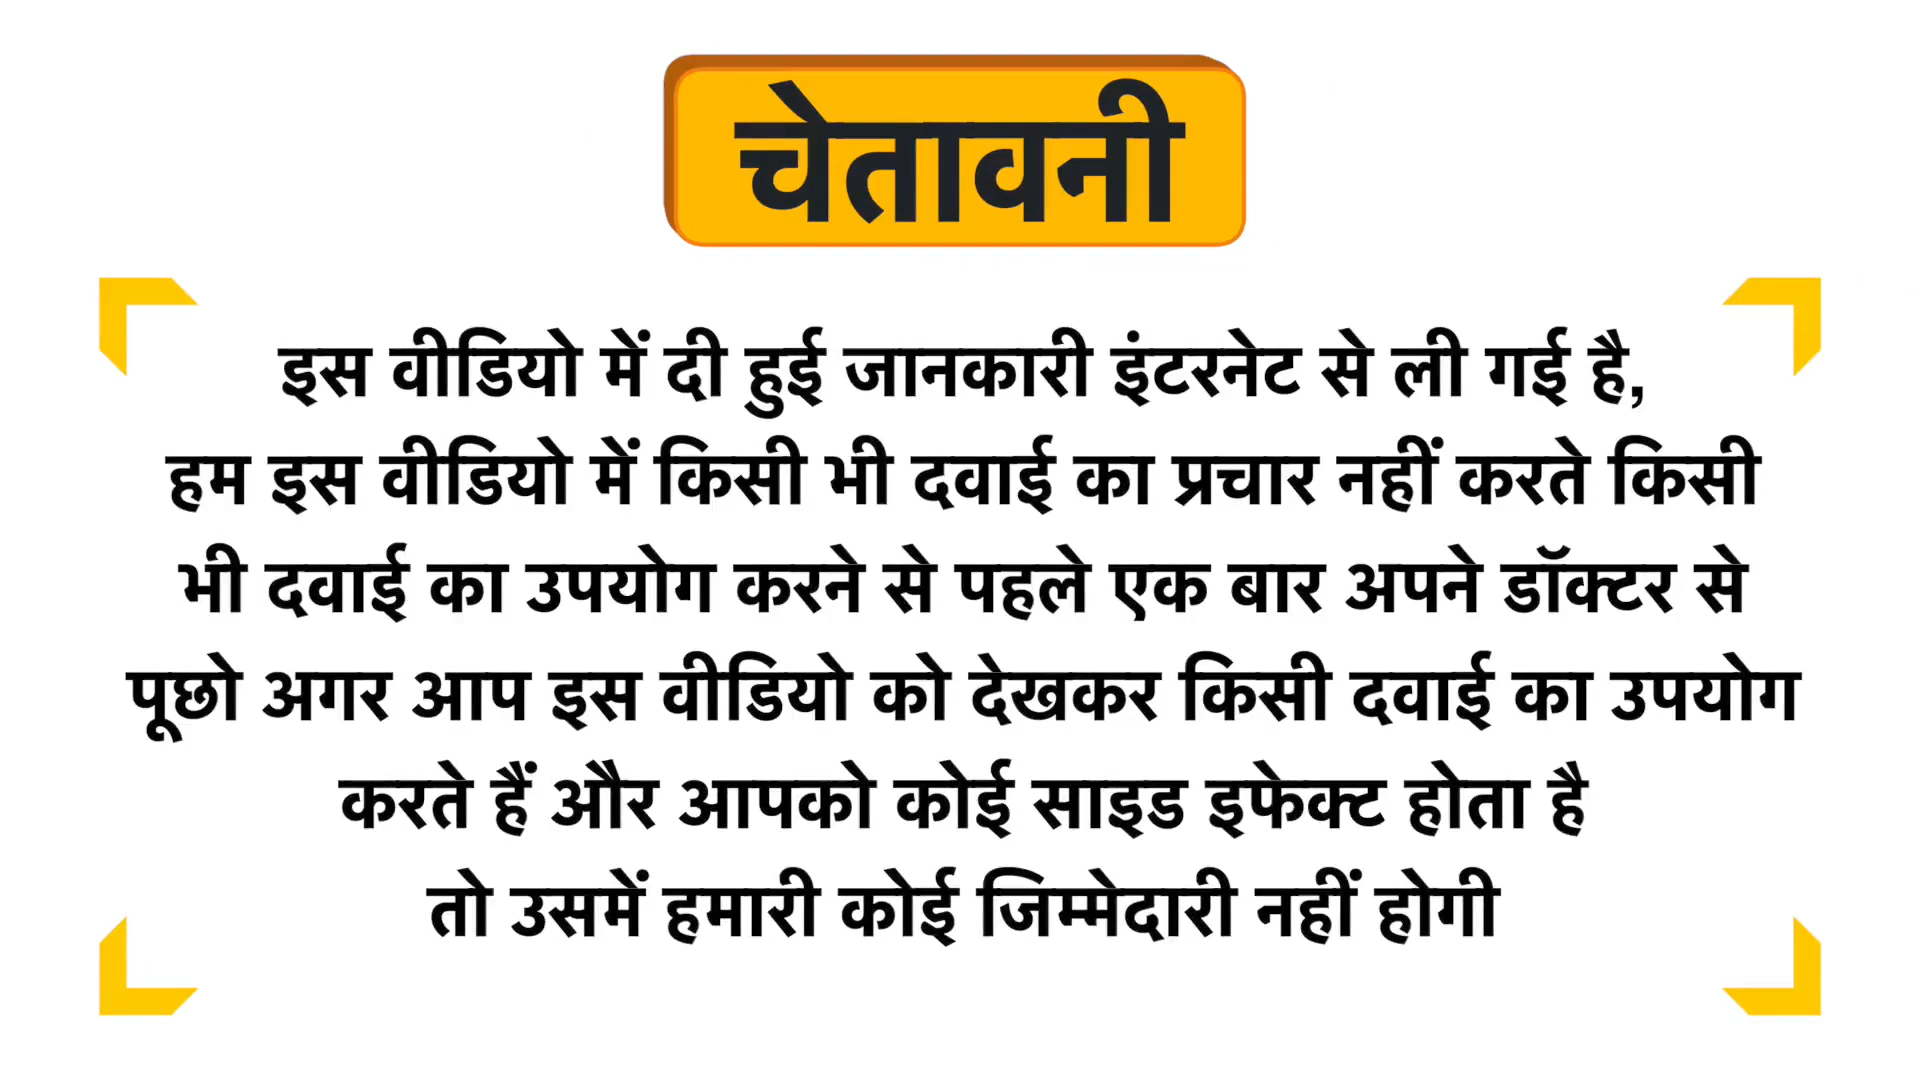 चेतावनी
इस वीडियो में दी हुई जानकारी इंटरनेट से ली गई है,
हम इस वीडियो में किसी भी दवाई का प्रचार नहीं करते किसी
भी दवाई का उपयोग करने से पहले एक बार अपने डॉक्टर से
पूछो अगर आप इस वीडियो को देखकर किसी दवाई का उपयोग
करते हैं और आपको कोई साइड इफेक्ट होता है
तो उसमें हमारी कोई जिम्मेदारी नहीं होगी